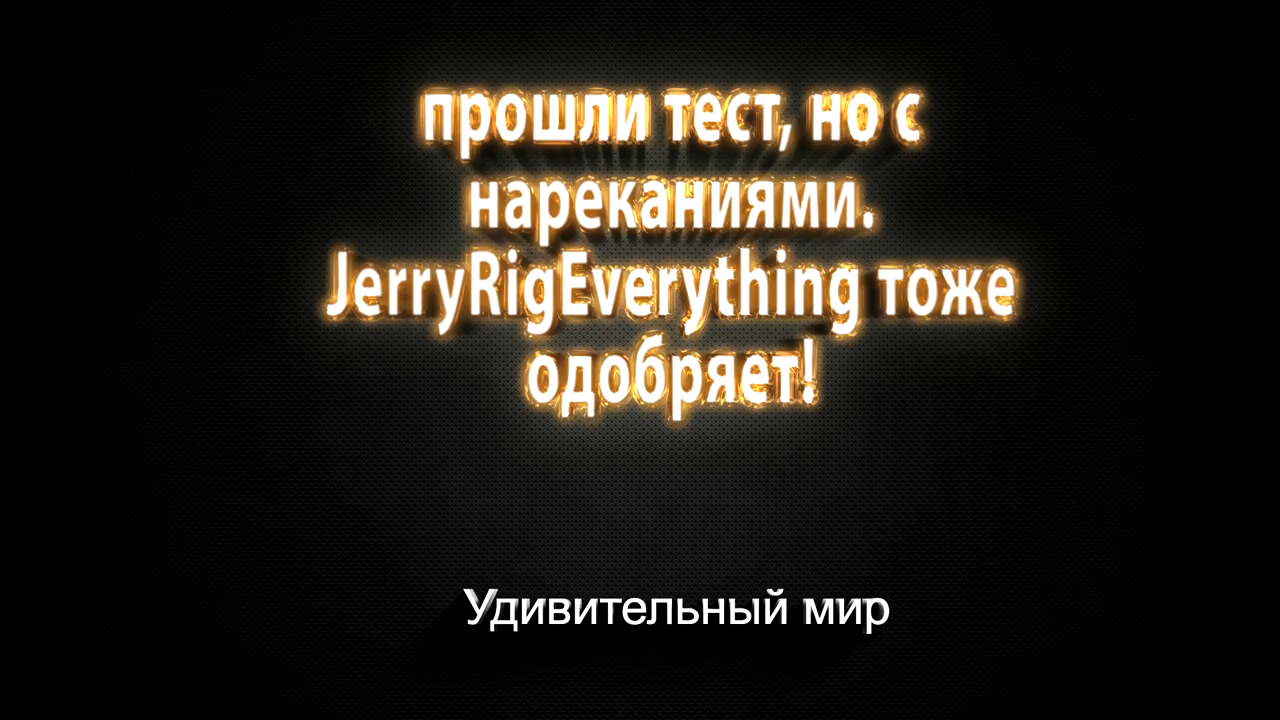 прошли тест, но с
нареканиями.
JerryRigEverything тоже
одобряет!
Удивительный мир